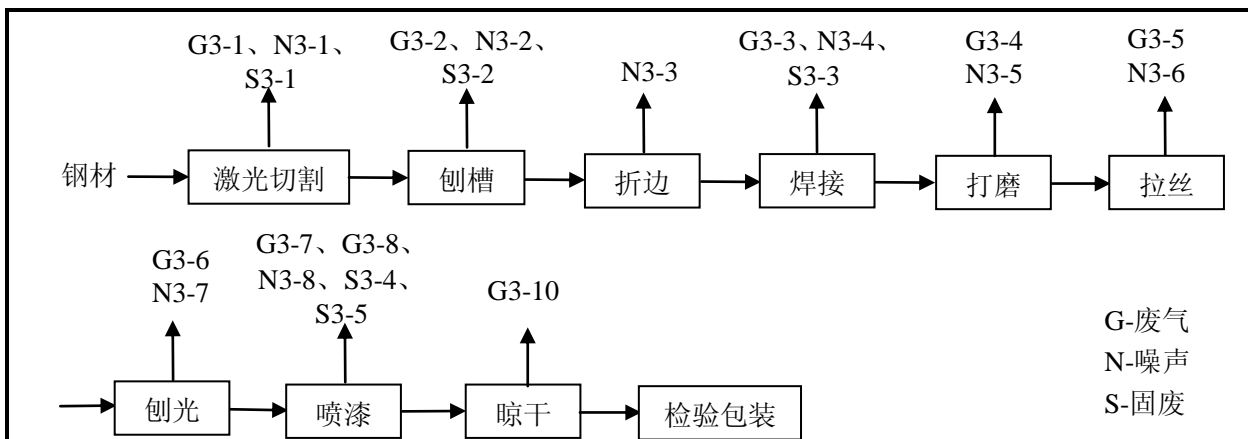 G3-1、N3-1、
S3-1
G3-2、N3-2、
S3-2
N3-3
G3-3、N3-4、
S3-3
G3-4
N3-5
G3-5
N3-6
钢材
激光切割
刨槽
折边
焊接
打磨
拉丝
G3-6
N3-7
G3-7、G3-8、
N3-8、S3-4、
S3-5
G3-10
刨光
喷漆
晾干
检验包装
G-废气
N-噪声
S-固废